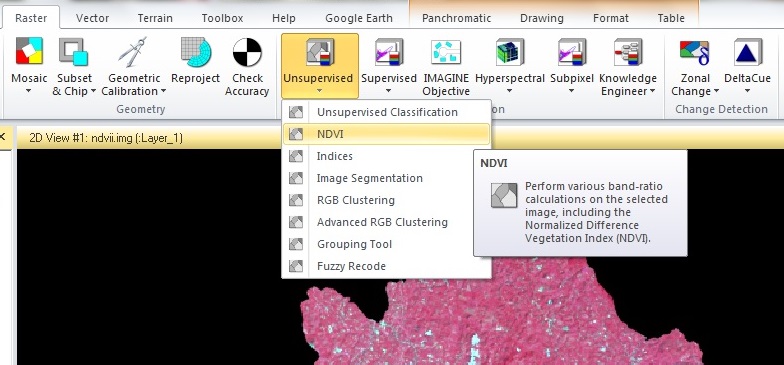 Raster Vector Terrain Toolbox Help Google Earth Panchromatic Drawing Format Table
Mosaic Subset & Chip Geometric Calibration Reproject Check Accuracy Unsupervised Supervised IMAGINE Objective Hyperspectral Subpixel Knowledge Engineer Zonal Change DeltaCue
Geometry on Change Detection
Unsupervised Classification
2D View #1: ndvii.img (:Layer_1)
NDVI
Indices
Image Segmentation
RGB Clustering
Advanced RGB Clustering
Grouping Tool
Fuzzy Recode
NDVI
Perform various band-ratio
calculations on the selected
image, including the
Normalized Difference
Vegetation Index (NDVI).